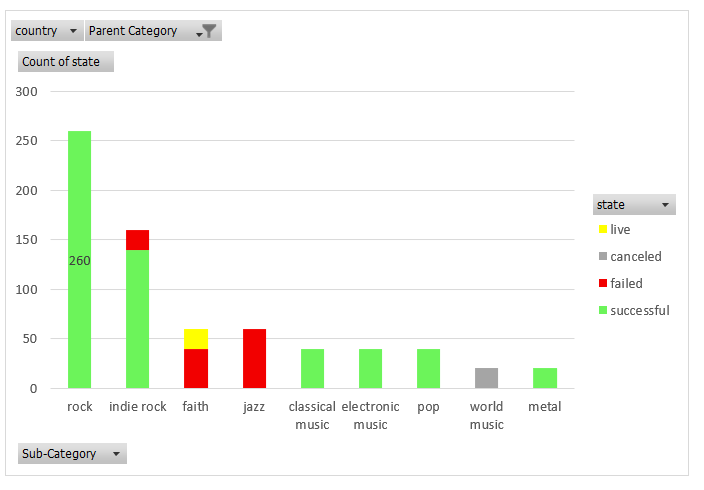 country Parent Category
Count of state
300
250
200
150
100
50
0
260
rock indie rock faith jazz classical music electronic music pop world music metal
state
live
canceled
failed
successful
Sub-Category